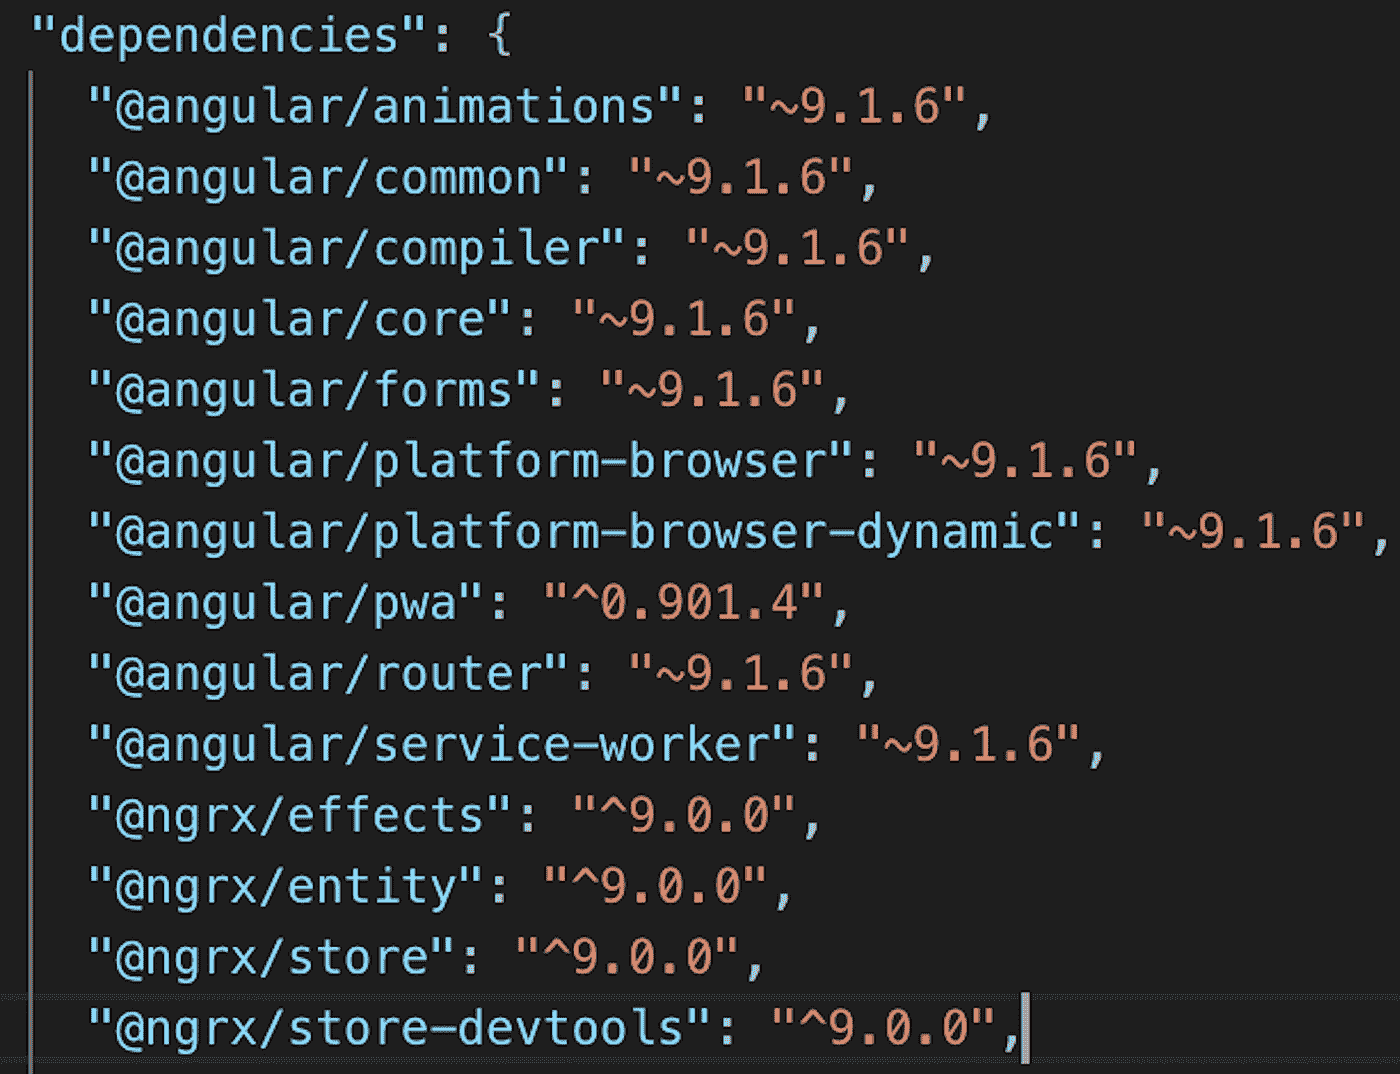 "dependencies": {
"@angular/animations": "~9.1.6",
"@angular/common": "~9.1.6",
"@angular/compiler": "~9.1.6",
"@angular/core": "~9.1.6",
"@angular/forms": "~9.1.6",
"@angular/platform-browser": "~9.1.6",
"@angular/platform-browser-dynamic": "~9.1.6",
"@angular/pwa": "^0.901.4",
"@angular/router": "~9.1.6",
"@angular/service-worker": "~9.1.6",
"@ngrx/effects": "^9.0.0",
"@ngrx/entity": "^9.0.0",
"@ngrx/store": "^9.0.0",
"@ngrx/store-devtools": "^9.0.0",